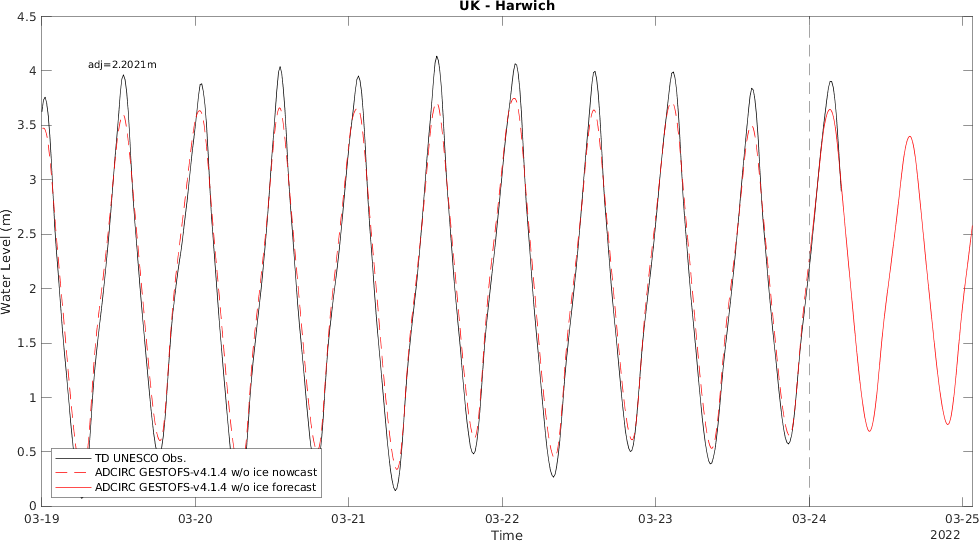 UK - Harwich
4.5
4
3.5
3
2.5
2
1.5
1
0.5
0
Water Level (m)
adj=2.2021m
TD UNESCO Obs.
ADCIRC GESTOFS-v4.1.4 w/o ice nowcast
ADCIRC GESTOFS-v4.1.4 w/o ice forecast
03-19 03-20 03-21 03-22 03-23 03-24 03-25
Time
2022